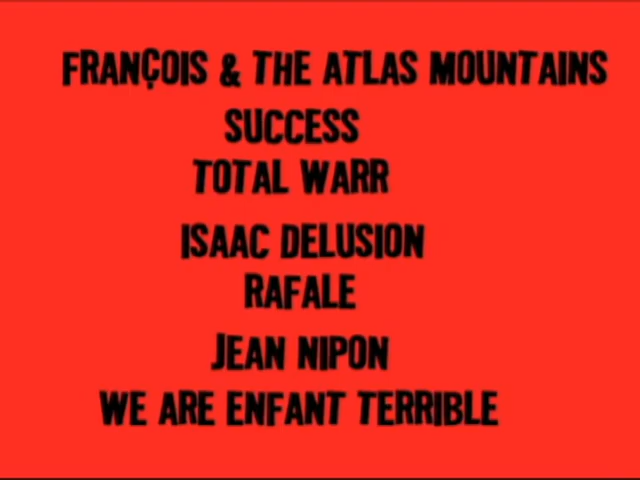 FRANÇOIS & THE ATLAS MOUNTAINS
SUCCESS
TOTAL WARR
ISAAC DELUSION
RAFALE
JEAN NIPON
WE ARE ENFANT TERRIBLE